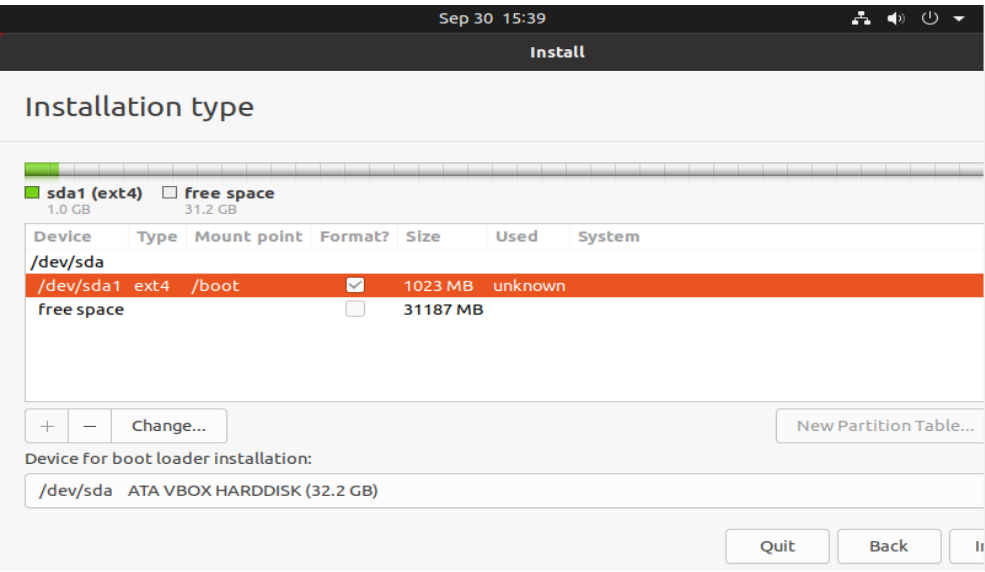 Sep 30 15:39
Install
Installation type
sda1 (ext4) free space
1.0 GB 31.2 GB
Device Type Mount point Format? Size Used System
/dev/sda
/dev/sda1 ext4 /boot 1023 MB unknown
free space 31187 MB
+ − Change... New Partition Table...
Device for boot loader installation:
/dev/sda ATA VBOX HARDDISK (32.2 GB)
Quit Back